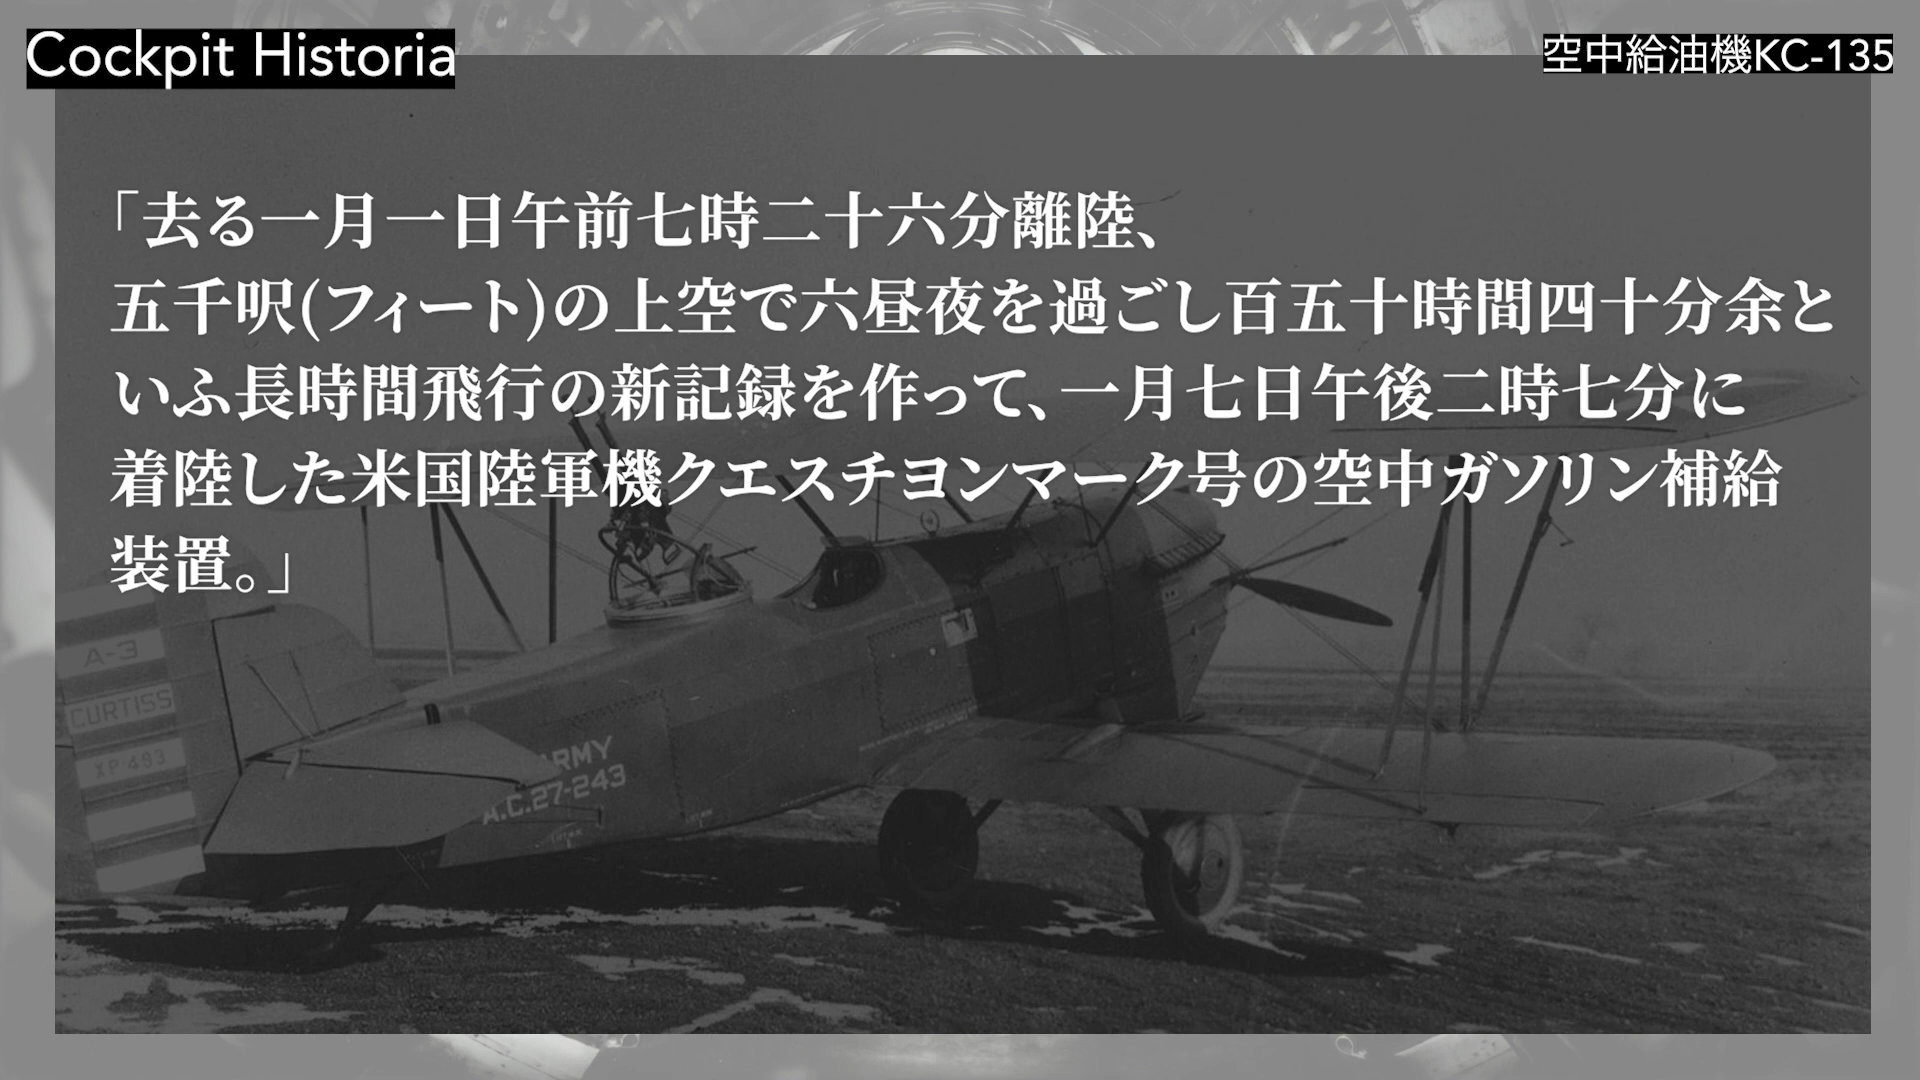 Cockpit Historia
空中給油機KC-135
「去る一月一日午前七時二十六分離陸、
五千呎(フィート)の上空で六昼夜を過ごし百五十時間四十分余と
いふ長時間飛行の新記録を作って、一月七日午後二時七分に
着陸した米国陸軍機クエスチヨンマーク号の空中ガソリン補給
装置。」
A-3
CURTISS
XP-493
ARMY
A.C.27-243